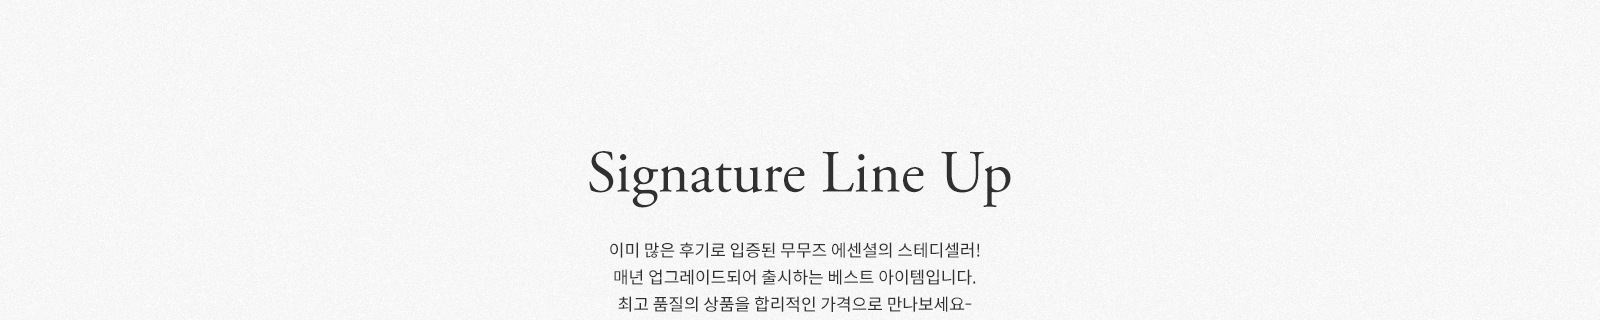 Signature Line Up
이미 많은 후기로 입증된 무무즈 에센셜의 스테디셀러!
매년 업그레이드되어 출시하는 베스트 아이템입니다.
최고 품질의 상품을 합리적인 가격으로 만나보세요-